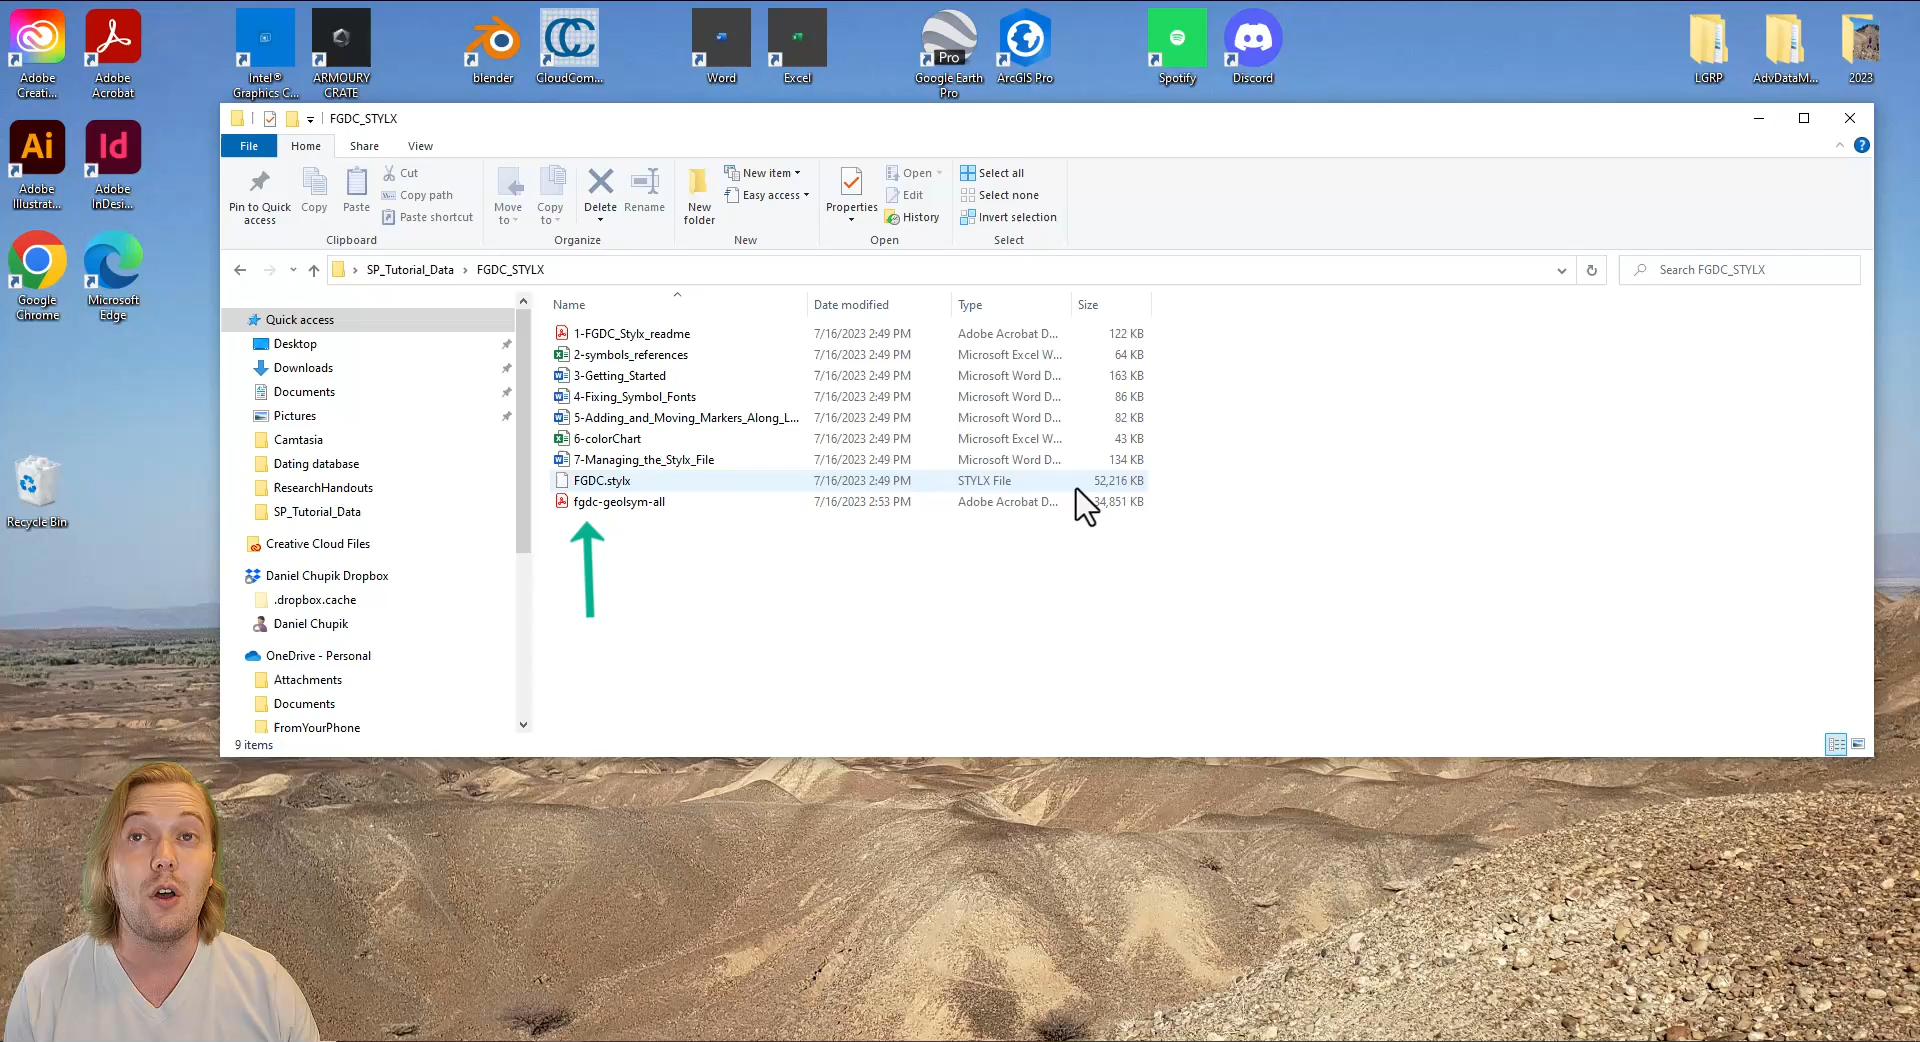 Adobe Creati...
Adobe Acrobat
Intel® Graphics C...
ARMOURY CRATE
blender
CloudCom...
Word
Excel
Pro
Google Earth Pro
ArcGIS Pro
Spotify
Discord
LGRP
AdvDataM...
2023
Ai
Adobe Illustrat...
Id
Adobe InDesi...
Google Chrome
Microsoft Edge
Recycle Bin
FGDC_STYLX
File Home Share View
Pin to Quick access
Copy
Paste
Cut
Copy path
Paste shortcut
Clipboard
Move to
Copy to
Delete
Rename
Organize
New folder
New item
Easy access
New
Properties
Open
Edit
History
Open
Select all
Select none
Invert selection
Select
SP_Tutorial_Data > FGDC_STYLX
Search FGDC_STYLX
Quick access
Desktop
Downloads
Documents
Pictures
Camtasia
Dating database
ResearchHandouts
SP_Tutorial_Data
Creative Cloud Files
Daniel Chupik Dropbox
.dropbox.cache
Daniel Chupik
OneDrive - Personal
Attachments
Documents
FromYourPhone
Name Date modified Type Size
1-FGDC_Stylx_readme 7/16/2023 2:49 PM Adobe Acrobat D... 122 KB
2-symbols_references 7/16/2023 2:49 PM Microsoft Excel W... 64 KB
3-Getting_Started 7/16/2023 2:49 PM Microsoft Word D... 163 KB
4-Fixing_Symbol_Fonts 7/16/2023 2:49 PM Microsoft Word D... 86 KB
5-Adding_and_Moving_Markers_Along_L... 7/16/2023 2:49 PM Microsoft Word D... 82 KB
6-colorChart 7/16/2023 2:49 PM Microsoft Excel W... 43 KB
7-Managing_the_Stylx_File 7/16/2023 2:49 PM Microsoft Word D... 134 KB
FGDC.stylx 7/16/2023 2:49 PM STYLX File 52,216 KB
fgdc-geolsym-all 7/16/2023 2:53 PM Adobe Acrobat D... 34,851 KB
9 items